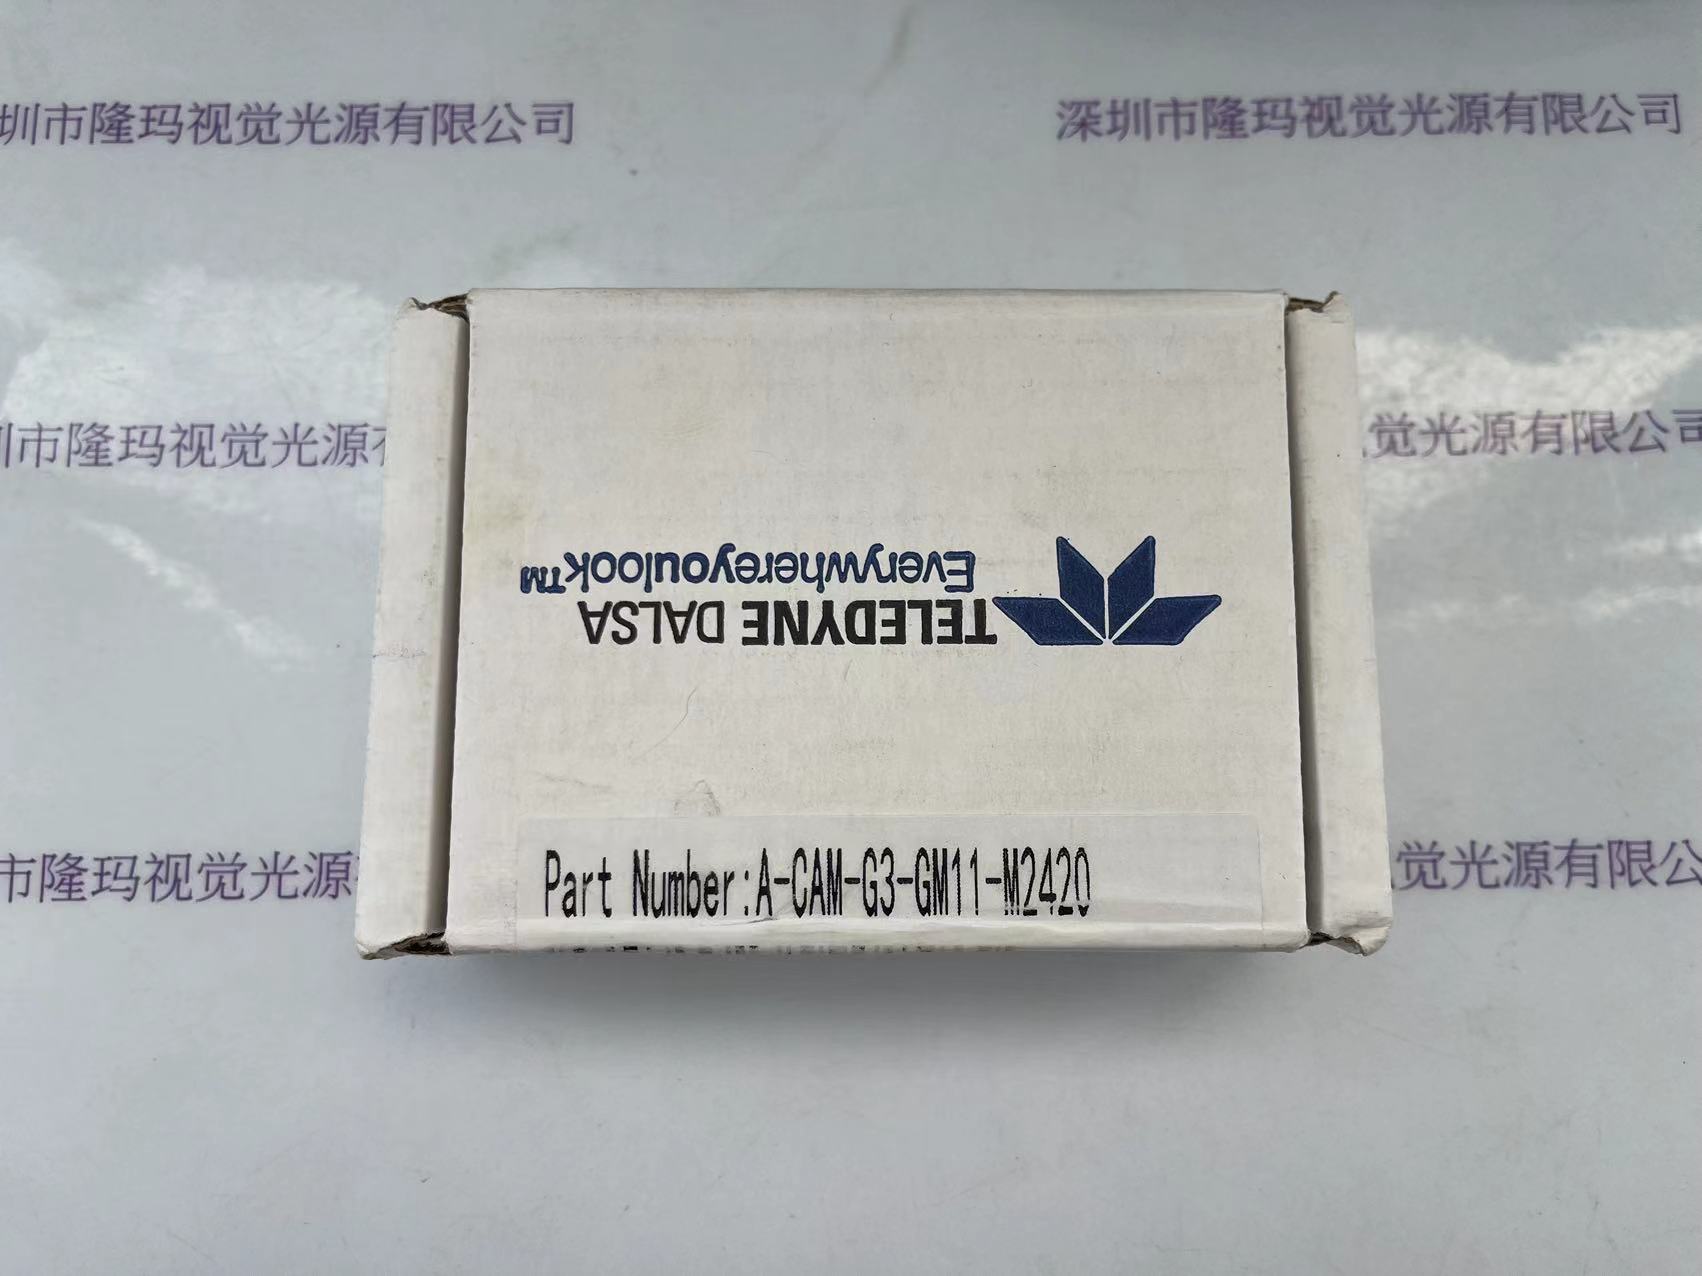 圳市隆玛视觉光源有限公司
深圳市隆玛视觉光源有限公司
圳市隆玛视觉光源有
觉光源有限公司
TELEDYNE DALSA
Everywhereyoulook™
市隆玛视觉光源
觉光源有限公
Part Number:A-CAM-G3-GM11-M2420